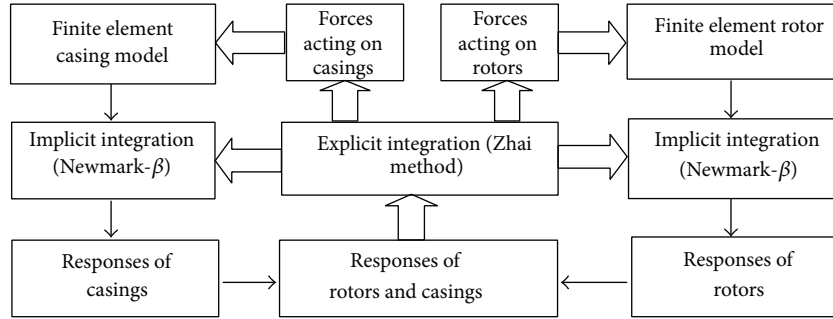 Finite element
casing model
Forces
acting on
casings
Forces
acting on
rotors
Finite element rotor
model
Implicit integration
(Newmark-β)
Explicit integration (Zhai
method)
Implicit integration
(Newmark-β)
Responses of
casings
Responses of
rotors and casings
Responses of
rotors